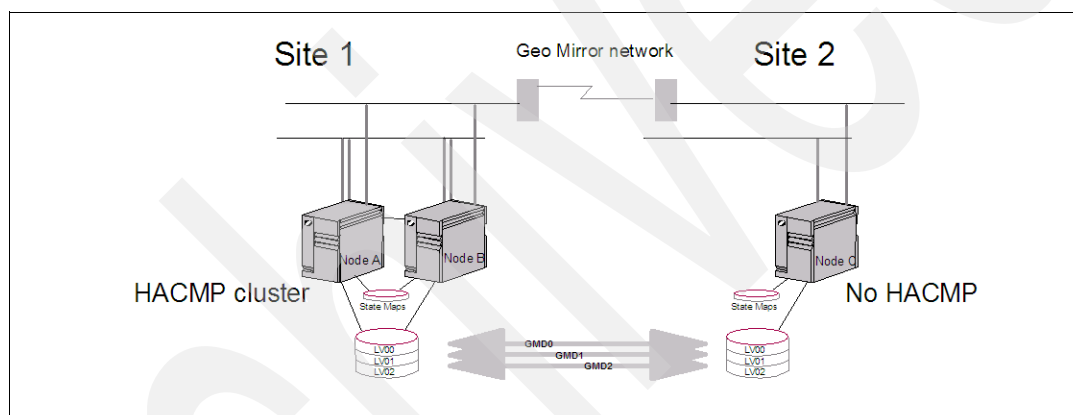 Site 1
Geo Mirror network
Site 2
Node A
Node B
Node C
HACMP cluster
State Maps
State Maps
No HACMP
LV00
LV01
LV02
GMD0
GMD1
GMD2
LV00
LV01
LV02